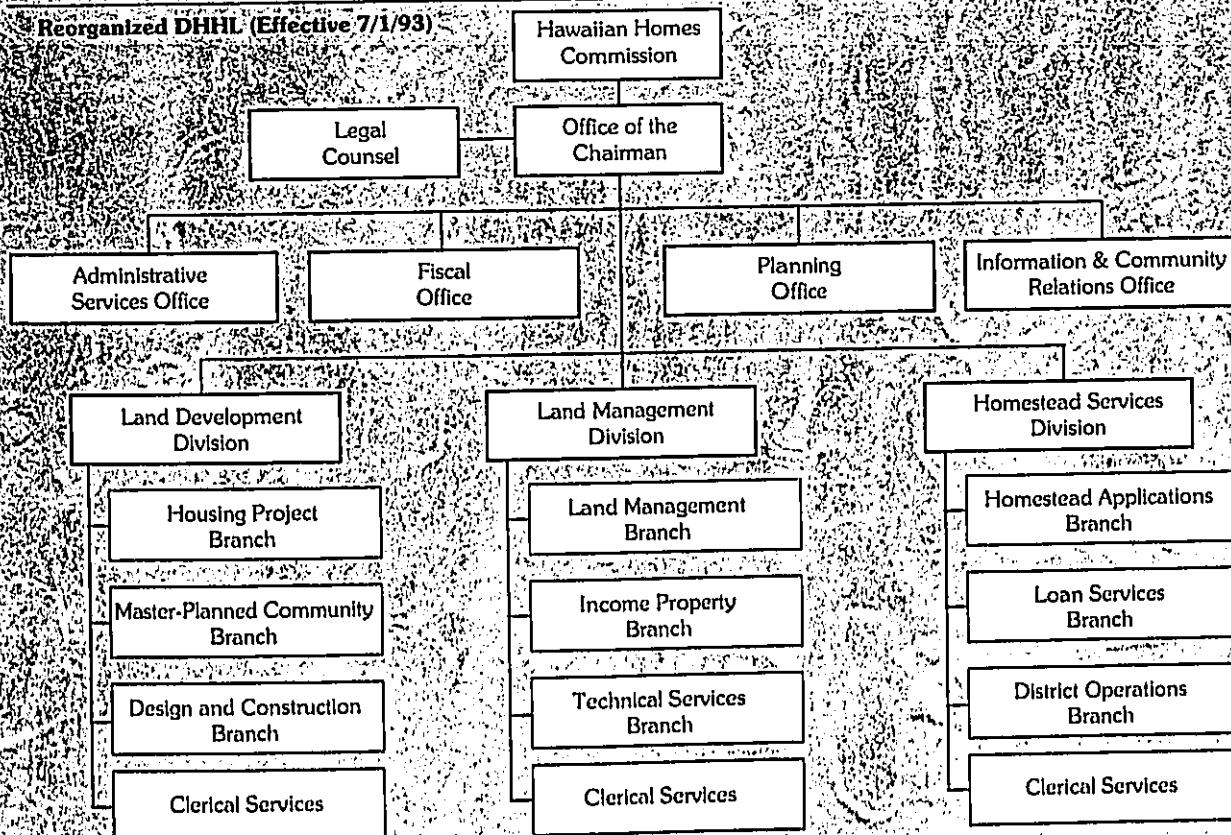 Reorganized DHHL (Effective 7/1/93)
Hawaiian Homes
Commission
Legal
Counsel
Office of the
Chairman
Administrative
Services Office
Fiscal
Office
Planning
Office
Information & Community
Relations Office
Land Development
Division
Land Management
Division
Homestead Services
Division
Housing Project
Branch
Land Management
Branch
Homestead Applications
Branch
Master-Planned Community
Branch
Income Property
Branch
Loan Services
Branch
Design and Construction
Branch
Technical Services
Branch
District Operations
Branch
Clerical Services
Clerical Services
Clerical Services